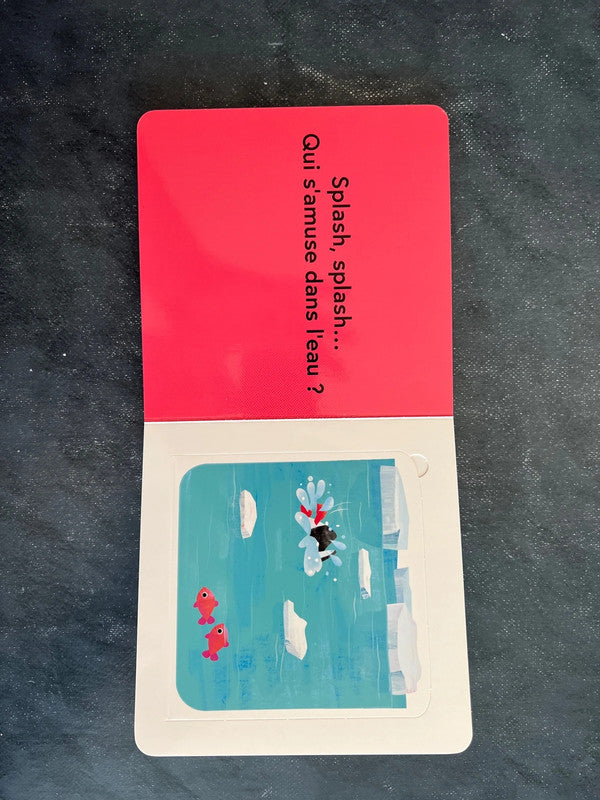 Splash, splash...
Qui s'amuse dans l'eau ?